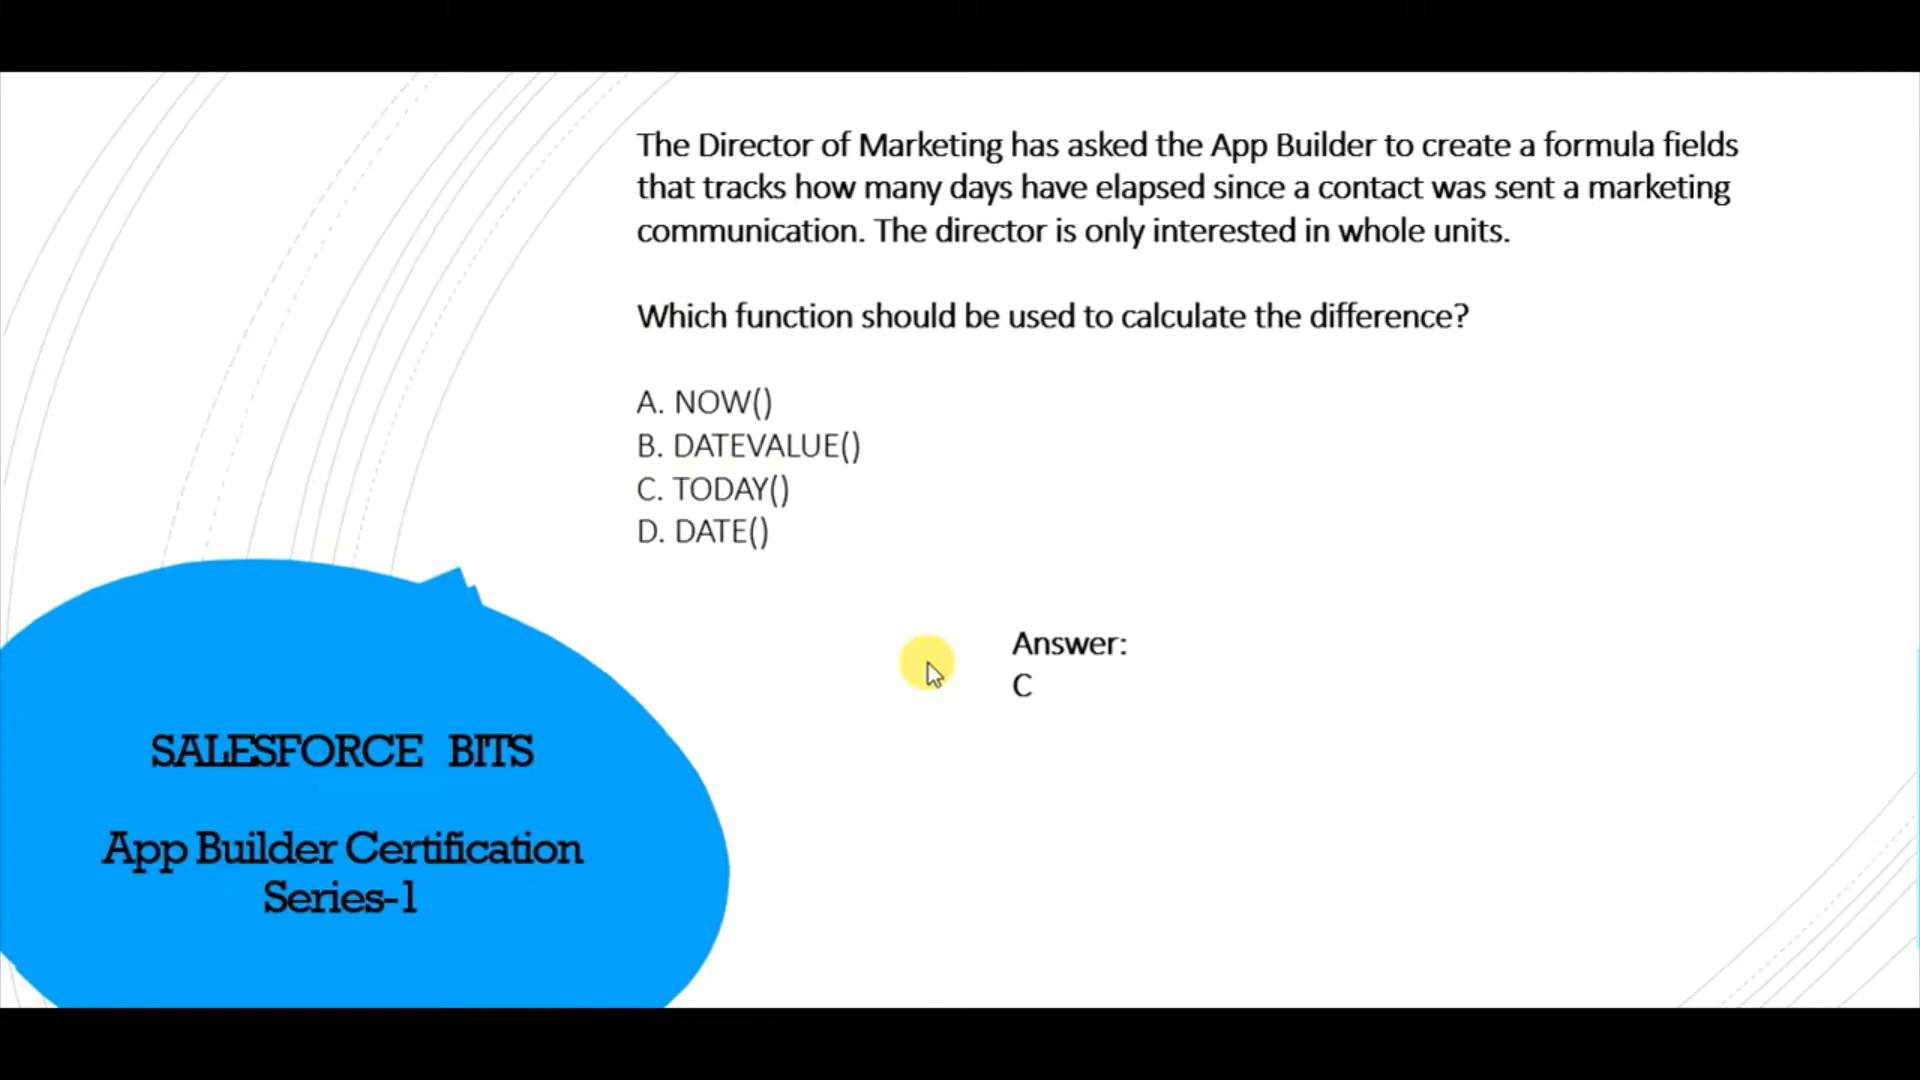 The Director of Marketing has asked the App Builder to create a formula fields
that tracks how many days have elapsed since a contact was sent a marketing
communication. The director is only interested in whole units.
Which function should be used to calculate the difference?
A. NOW()
B. DATEVALUE()
C. TODAY()
D. DATE()
Answer:
C
SALESFORCE BITS
App Builder Certification
Series-1